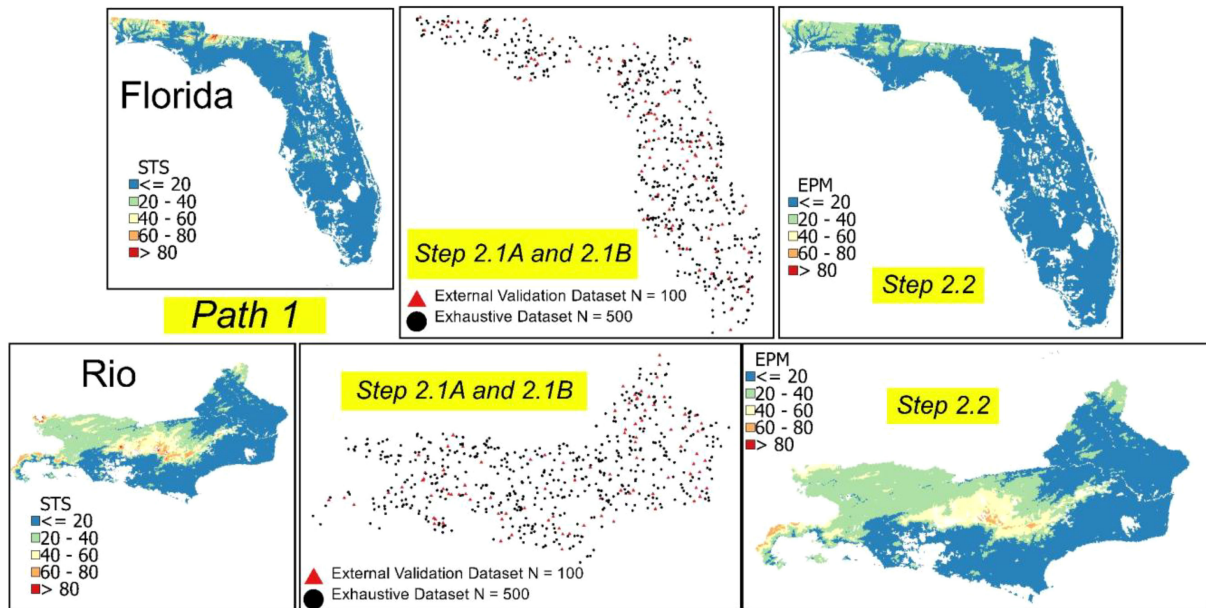 Florida
STS
<= 20
20 - 40
40 - 60
60 - 80
> 80
Path 1
Step 2.1A and 2.1B
External Validation Dataset N = 100
Exhaustive Dataset N = 500
EPM
<= 20
20 - 40
40 - 60
60 - 80
> 80
Step 2.2
Rio
STS
<= 20
20 - 40
40 - 60
60 - 80
> 80
Step 2.1A and 2.1B
External Validation Dataset N = 100
Exhaustive Dataset N = 500
EPM
<= 20
20 - 40
40 - 60
60 - 80
> 80
Step 2.2